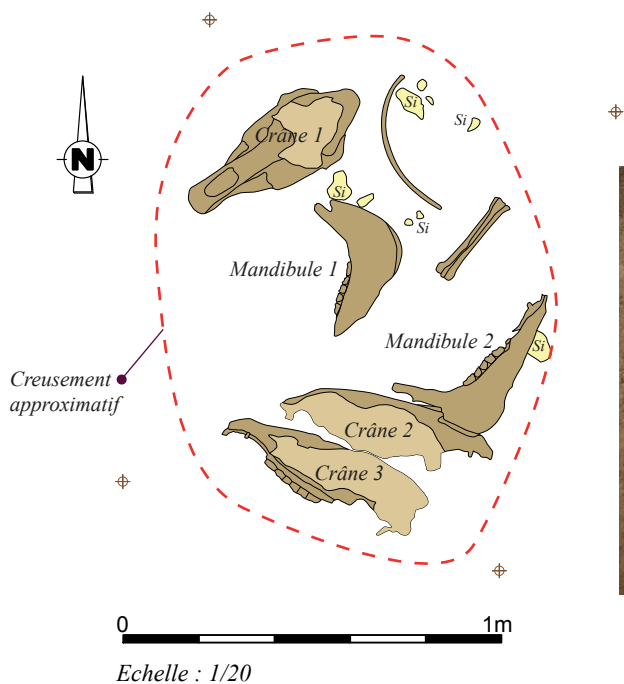 Si
Si
Crâne 1
N
Si
Si
Mandibule 1
Mandibule 2
Si
Creusement
approximatif
Crâne 2
Crâne 3
0 1m
Echelle : 1/20